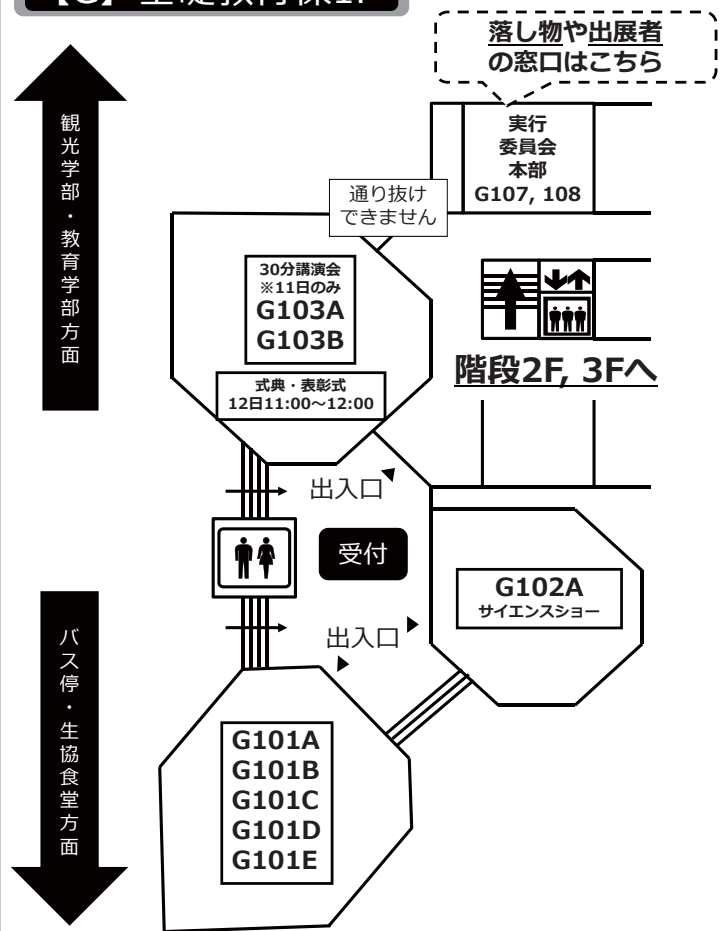 落し物や出展者
の窓口はこちら
実行
委員会
本部
G107, 108
通り抜け
できません
観光学部・教育学部方面
30分講演会
※11日のみ
G103A
G103B
式典・表彰式
12日11:00～12:00
階段2F, 3Fへ
出入口
受付
G102A
サイエンスショー
出入口
バス停・生協食堂方面
G101A
G101B
G101C
G101D
G101E